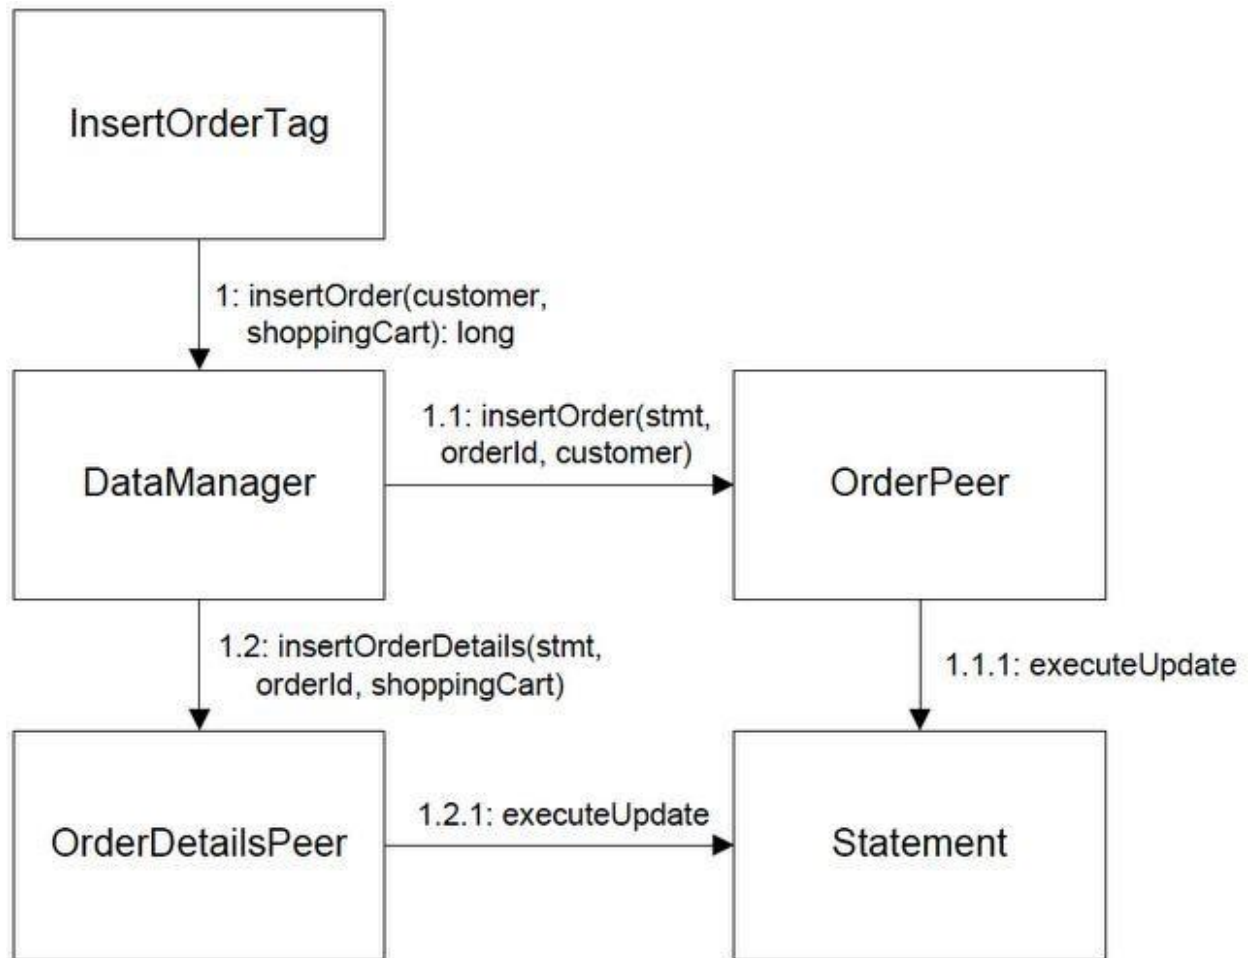 InsertOrderTag
1: insertOrder(customer,
shoppingCart): long
DataManager
1.1: insertOrder(stmt,
orderId, customer)
OrderPeer
1.2: insertOrderDetails(stmt,
orderId, shoppingCart)
1.1.1: executeUpdate
OrderDetailsPeer
1.2.1: executeUpdate
Statement